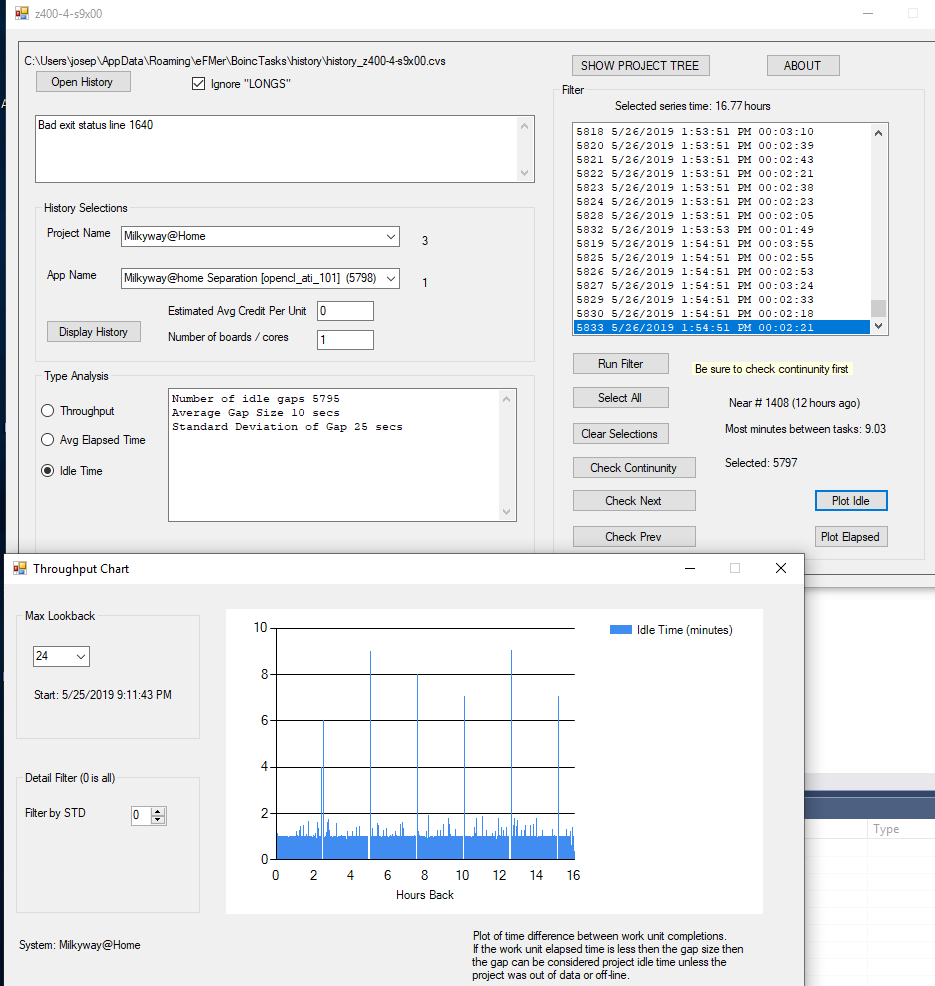 z400-4-s9x00
C:\Users\josep\AppData\Roaming\eFMer\BoincTasks\history\history_z400-4-s9x00.cvs
Open History
Ignore "LONGS"
Bad exit status line 1640
History Selections
Project Name
Milkyway@Home
3
App Name
Milkyway@home Separation [opencl_ati_101] (5798)
1
Estimated Avg Credit Per Unit
0
Display History
Number of boards / cores
1
Type Analysis
Throughput
Avg Elapsed Time
Idle Time
Number of idle gaps 5795
Average Gap Size 10 secs
Standard Deviation of Gap 25 secs
SHOW PROJECT TREE
ABOUT
Filter
Selected series time: 16.77 hours
5818 5/26/2019 1:53:51 PM 00:03:10
5820 5/26/2019 1:53:51 PM 00:02:39
5821 5/26/2019 1:53:51 PM 00:02:43
5822 5/26/2019 1:53:51 PM 00:02:21
5823 5/26/2019 1:53:51 PM 00:02:38
5824 5/26/2019 1:53:51 PM 00:02:23
5828 5/26/2019 1:53:51 PM 00:02:05
5832 5/26/2019 1:53:53 PM 00:01:49
5819 5/26/2019 1:54:51 PM 00:03:55
5825 5/26/2019 1:54:51 PM 00:02:55
5826 5/26/2019 1:54:51 PM 00:02:53
5827 5/26/2019 1:54:51 PM 00:03:24
5829 5/26/2019 1:54:51 PM 00:02:33
5830 5/26/2019 1:54:51 PM 00:02:18
5833 5/26/2019 1:54:51 PM 00:02:21
Run Filter
Be sure to check continunity first
Select All
Near # 1408 (12 hours ago)
Clear Selections
Most minutes between tasks: 9.03
Check Continunity
Selected: 5797
Check Next
Plot Idle
Check Prev
Plot Elapsed
Throughput Chart
Max Lookback
24
Start: 5/25/2019 9:11:43 PM
Detail Filter (0 is all)
Filter by STD
0
System: Milkyway@Home
10
8
6
4
2
0
0 2 4 6 8 10 12 14 16
Hours Back
Idle Time (minutes)
Plot of time difference between work unit completions.
If the work unit elapsed time is less then the gap size then
the gap can be considered project idle time unless the
project was out of data or off-line.
Type